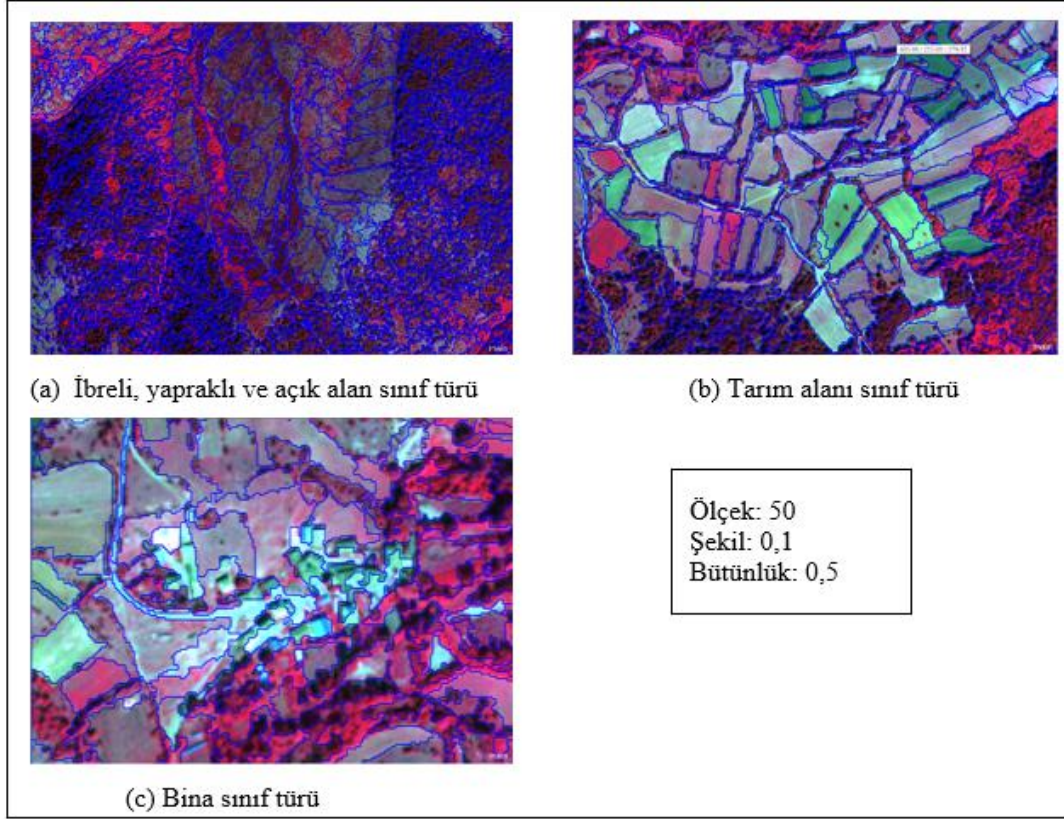 (a) İbreli, yapraklı ve açık alan sınıf türü
(b) Tarım alanı sınıf türü
(c) Bina sınıf türü
Ölçek: 50
Şekil: 0,1
Bütünlük: 0,5